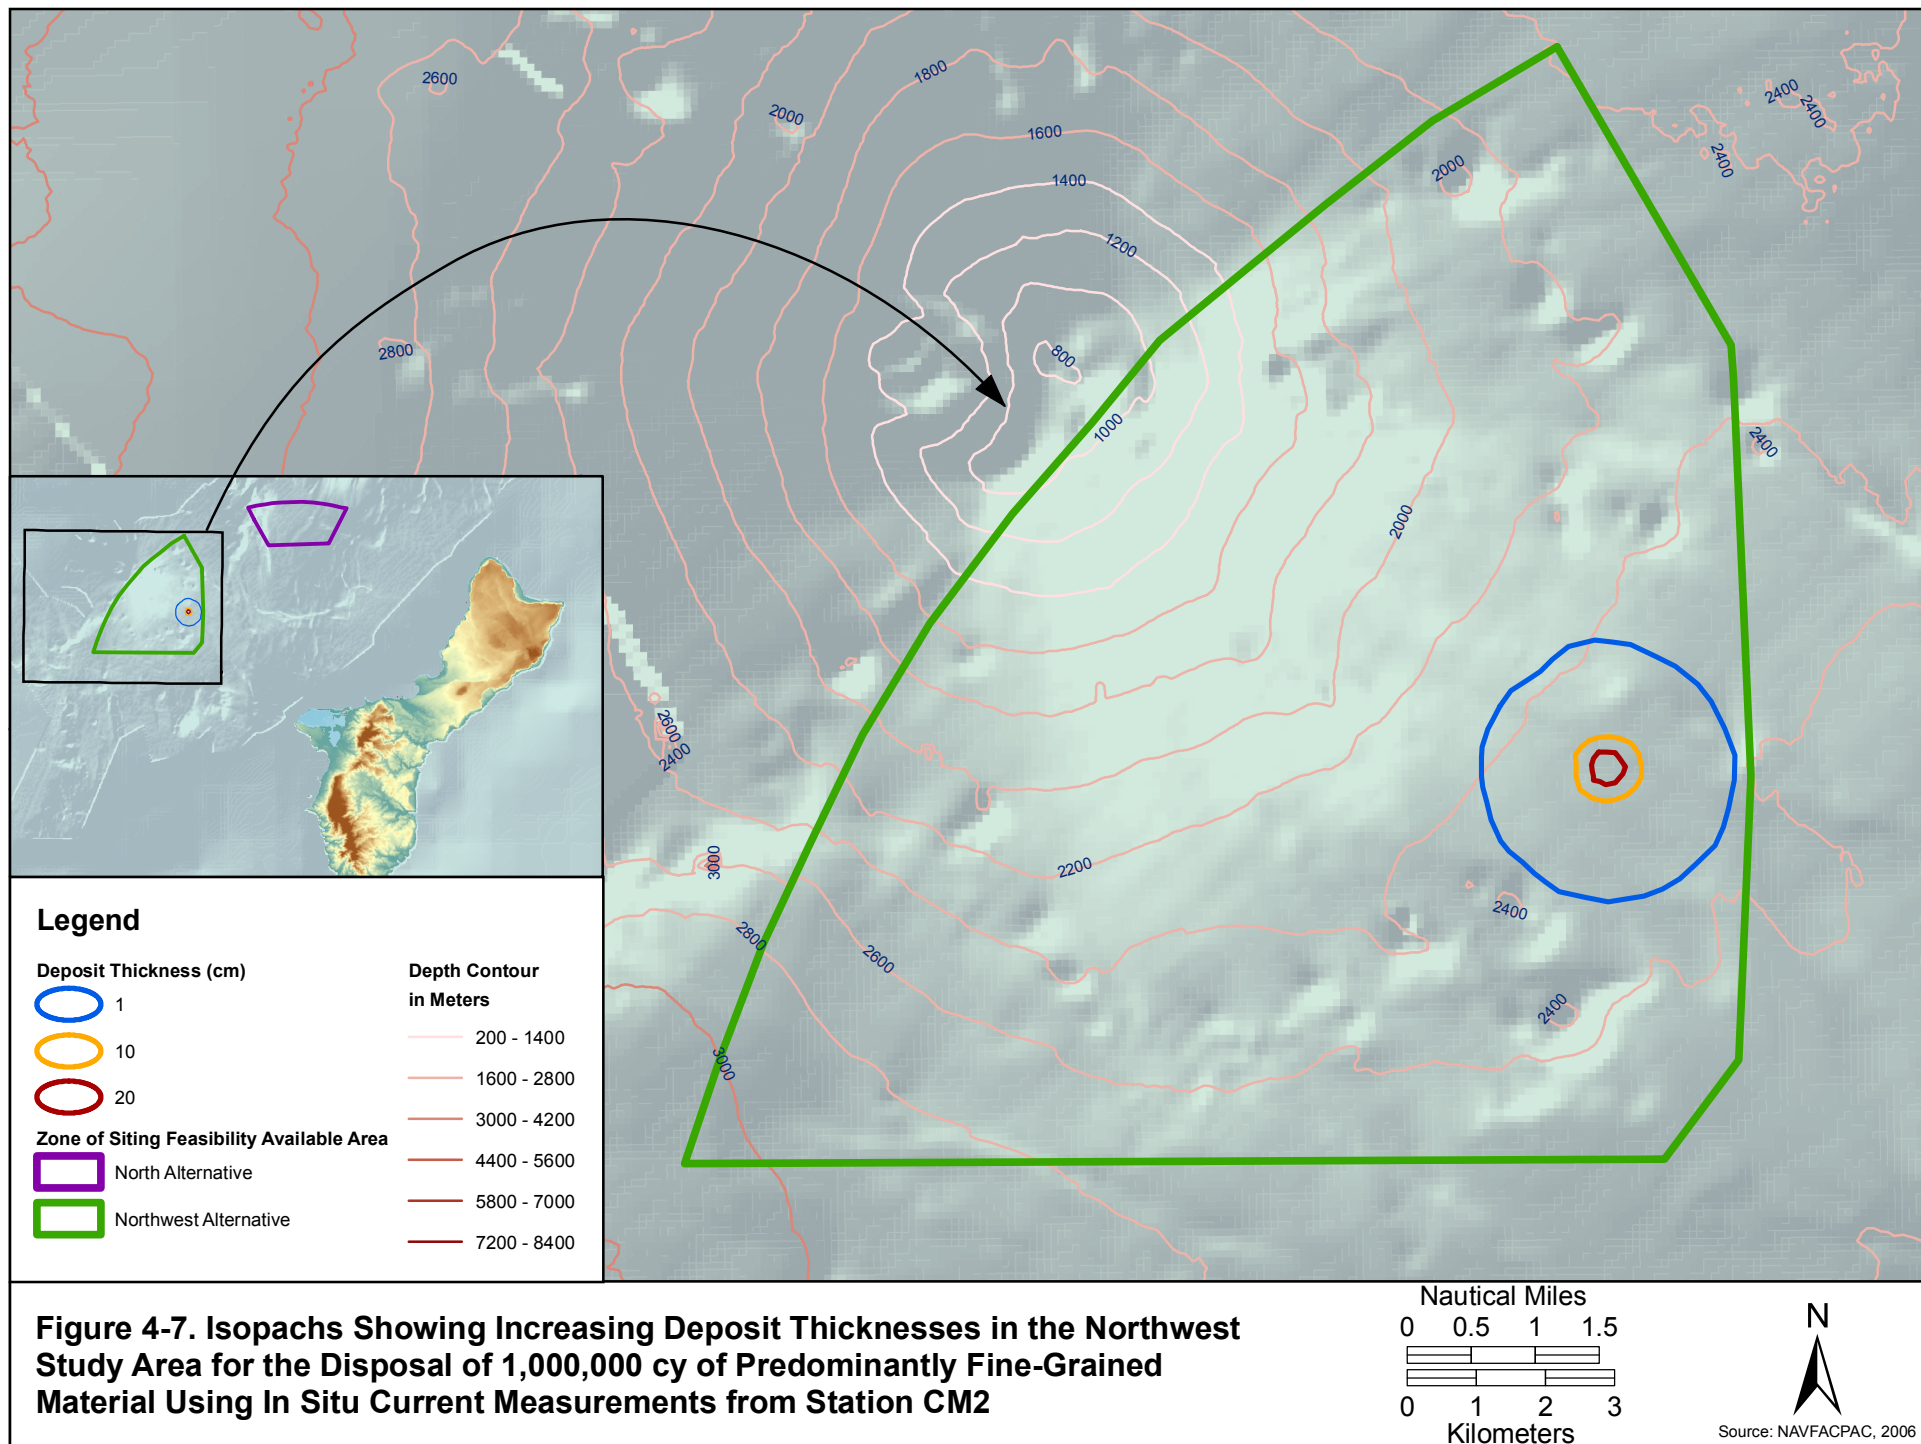 2600
2000
1800
1600
1400
1200
800
1000
2800
2000
2400
2400
2400
2400
2000
2600
2400
3000
2800
2600
2200
2400
2400
3000
Legend
Deposit Thickness (cm)
1
10
20
Zone of Siting Feasibility Available Area
North Alternative
Northwest Alternative
Depth Contour
in Meters
200 - 1400
1600 - 2800
3000 - 4200
4400 - 5600
5800 - 7000
7200 - 8400
Figure 4-7. Isopachs Showing Increasing Deposit Thicknesses in the Northwest
Study Area for the Disposal of 1,000,000 cy of Predominantly Fine-Grained
Material Using In Situ Current Measurements from Station CM2
Nautical Miles
0 0.5 1 1.5
0 1 2 3
Kilometers
N
Source: NAVFACPAC, 2006